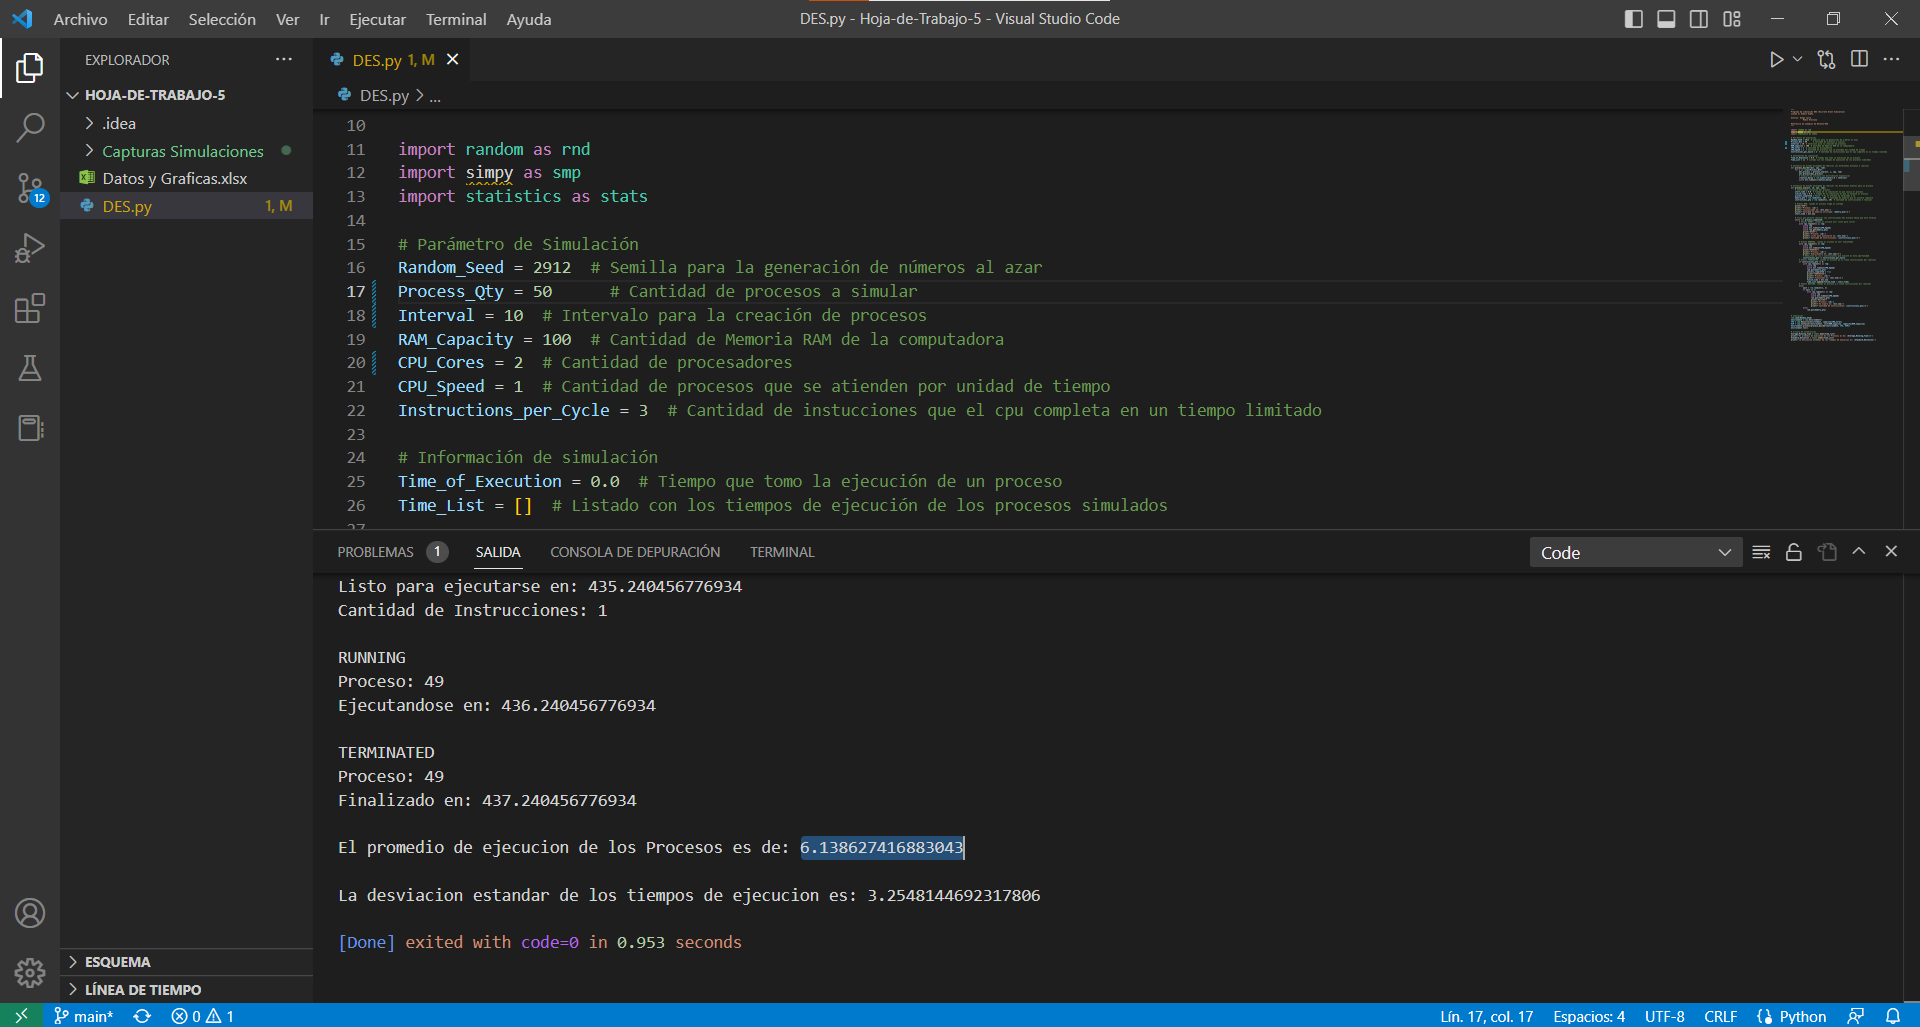 Archivo Editar Selección Ver Ir Ejecutar Terminal Ayuda
DES.py - Hoja-de-Trabajo-5 - Visual Studio Code
EXPLORADOR ...
HOJA-DE-TRABAJO-5
.idea
Capturas Simulaciones
Datos y Graficas.xlsx
DES.py 1, M
12
ESQUEMA
LÍNEA DE TIEMPO
DES.py 1, M
DES.py > ...
10
11 import random as rnd
12 import simpy as smp
13 import statistics as stats
14
15 # Parámetro de Simulación
16 Random_Seed = 2912 # Semilla para la generación de números al azar
17 Process_Qty = 50 # Cantidad de procesos a simular
18 Interval = 10 # Intervalo para la creación de procesos
19 RAM_Capacity = 100 # Cantidad de Memoria RAM de la computadora
20 CPU_Cores = 2 # Cantidad de procesadores
21 CPU_Speed = 1 # Cantidad de procesos que se atienden por unidad de tiempo
22 Instructions_per_Cycle = 3 # Cantidad de instucciones que el cpu completa en un tiempo limitado
23
24 # Información de simulación
25 Time_of_Execution = 0.0 # Tiempo que tomo la ejecución de un proceso
26 Time_List = [] # Listado con los tiempos de ejecución de los procesos simulados
27
PROBLEMAS 1 SALIDA CONSOLA DE DEPURACIÓN TERMINAL Code
Listo para ejecutarse en: 435.240456776934
Cantidad de Instrucciones: 1
RUNNING
Proceso: 49
Ejecutandose en: 436.240456776934
TERMINATED
Proceso: 49
Finalizado en: 437.240456776934
El promedio de ejecucion de los Procesos es de: 6.138627416883043
La desviacion estandar de los tiempos de ejecucion es: 3.2548144692317806
[Done] exited with code=0 in 0.953 seconds
main* 0 1 Lín. 17, col. 17 Espacios: 4 UTF-8 CRLF Python